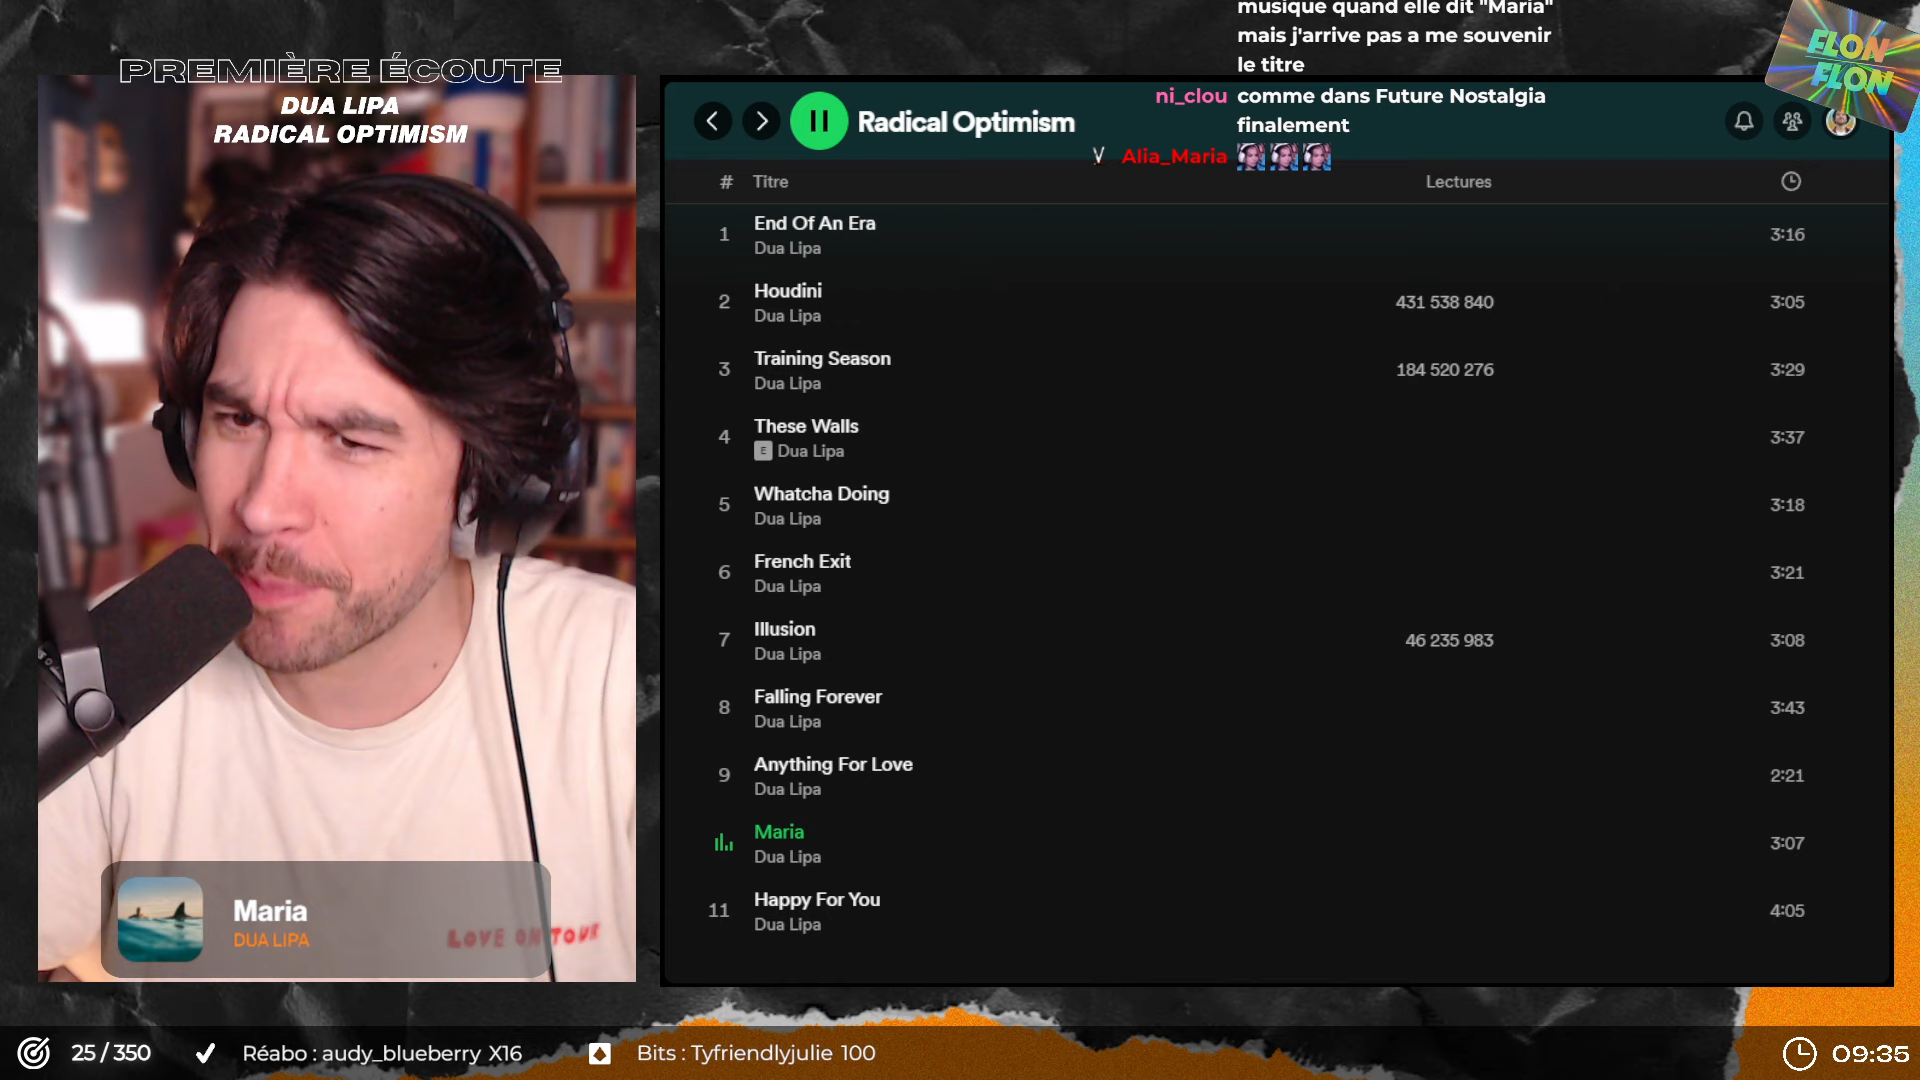 PREMIÈRE ÉCOUTE
DUA LIPA
RADICAL OPTIMISM
musique quand elle dit "Maria"
mais j'arrive pas a me souvenir
le titre
ni_clou comme dans Future Nostalgia
finalement
Alia_Maria
FLON
FLON
Radical Optimism
# Titre Lectures
1 End Of An Era 3:16
Dua Lipa
2 Houdini 431 538 840 3:05
Dua Lipa
3 Training Season 184 520 276 3:29
Dua Lipa
4 These Walls 3:37
E Dua Lipa
5 Whatcha Doing 3:18
Dua Lipa
6 French Exit 3:21
Dua Lipa
7 Illusion 46 235 983 3:08
Dua Lipa
8 Falling Forever 3:43
Dua Lipa
9 Anything For Love 2:21
Dua Lipa
Maria 3:07
Dua Lipa
11 Happy For You 4:05
Dua Lipa
Maria
DUA LIPA
LOVE ON TOUR
25 / 350
Réabo : audy_blueberry X16
Bits : Tyfriendlyjulie 100
09:35